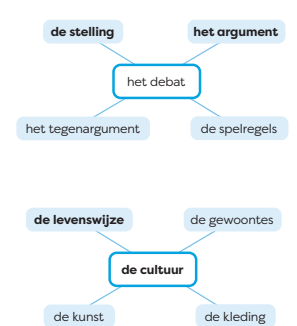 de stelling het argument
het debat
het tegenargument de spelregels
de levenswijze de gewoontes
de cultuur
de kunst de kleding